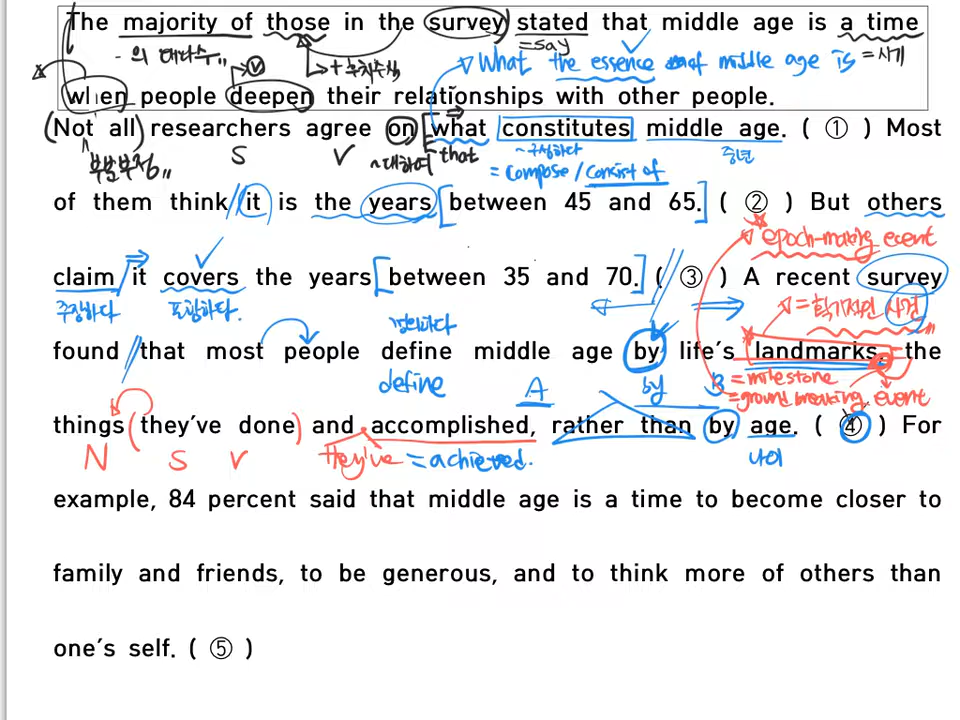 The majority of those in the survey stated that middle age is a time
- 의 대다수,, +후치수식 =say What the essence of middle age is = 시기
when people deepen their relationships with other people.
(Not all) researchers agree on [what constitutes middle age. ( ① ) Most
부분부정,, S V ~대하여 that ~구성하다 중년
= compose / consist of
of them think it is the years [between 45 and 65.] ( ② ) But others
epoch-making event
claim it covers the years [between 35 and 70.] ( ③ ) A recent survey
주장하다 포함하다. = 획기적인 사건
정의하다
found that most people define middle age by life's landmarks, the
define A by B = milestone
= ground breaking event
things (they've done) and accomplished, rather than by age. ( ④ ) For
N S V they've = achieved. 나이
example, 84 percent said that middle age is a time to become closer to
family and friends, to be generous, and to think more of others than
one's self. ( ⑤ )